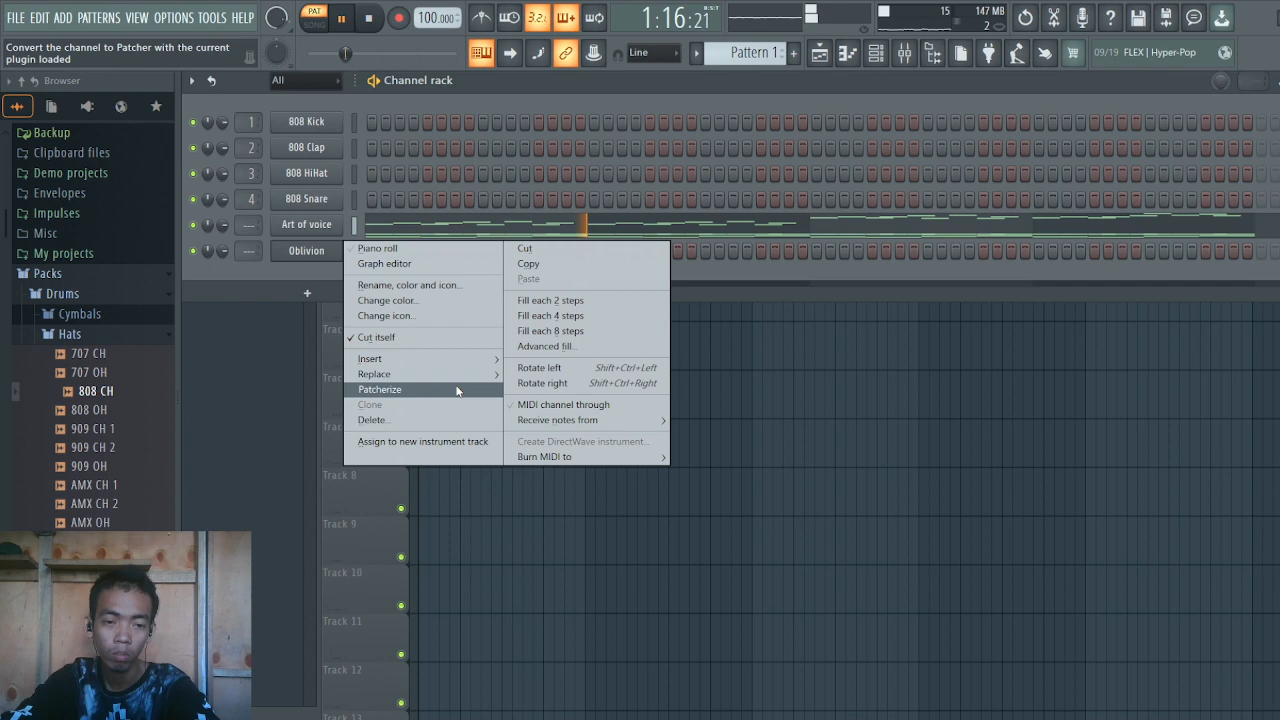 FILE EDIT ADD PATTERNS VIEW OPTIONS TOOLS HELP
PAT
SONG
100.000
3.2.
1:16:21
B:S:T
15
147 MB
2
Convert the channel to Patcher with the current
plugin loaded
Line
Pattern 1
09/19 FLEX | Hyper-Pop
Browser
All
Channel rack
Backup
Clipboard files
Demo projects
Envelopes
Impulses
Misc
My projects
Packs
Drums
Cymbals
Hats
707 CH
707 OH
808 CH
808 OH
909 CH 1
909 CH 2
909 OH
AMX CH 1
AMX CH 2
AMX OH
1 808 Kick
2 808 Clap
3 808 HiHat
4 808 Snare
--- Art of voice
--- Oblivion
Piano roll
Graph editor
Rename, color and icon...
Change color...
Change icon...
Cut itself
Insert
Replace
Patcherize
Clone
Delete...
Assign to new instrument track
Cut
Copy
Paste
Fill each 2 steps
Fill each 4 steps
Fill each 8 steps
Advanced fill...
Rotate left Shift+Ctrl+Left
Rotate right Shift+Ctrl+Right
MIDI channel through
Receive notes from
Create DirectWave instrument...
Burn MIDI to
Track 8
Track 9
Track 10
Track 11
Track 12